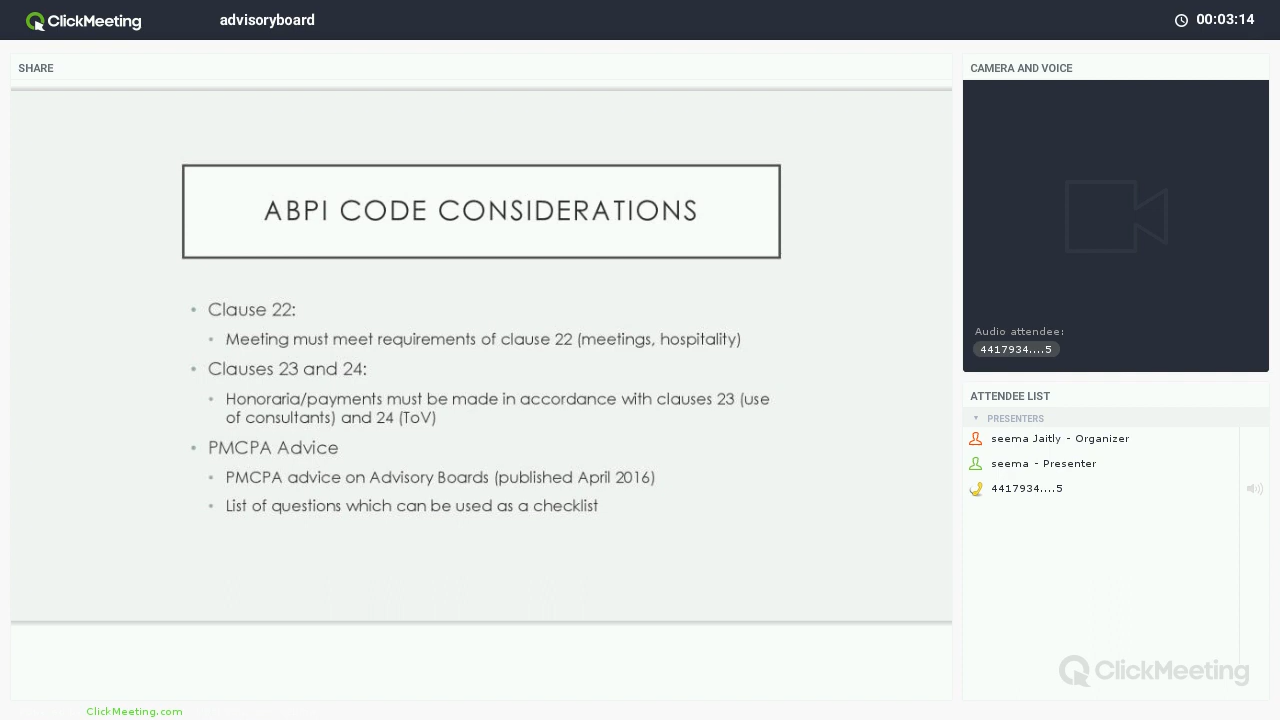 ClickMeeting
advisoryboard
00:03:14
SHARE
ABPI CODE CONSIDERATIONS
• Clause 22:
• Meeting must meet requirements of clause 22 (meetings, hospitality)
• Clauses 23 and 24:
• Honoraria/payments must be made in accordance with clauses 23 (use
of consultants) and 24 (ToV)
• PMCPA Advice
• PMCPA advice on Advisory Boards (published April 2016)
• List of questions which can be used as a checklist
CAMERA AND VOICE
Audio attendee:
4417934....5
ATTENDEE LIST
PRESENTERS
seema Jaitly - Organizer
seema - Presenter
4417934....5
ClickMeeting
ClickMeeting.com